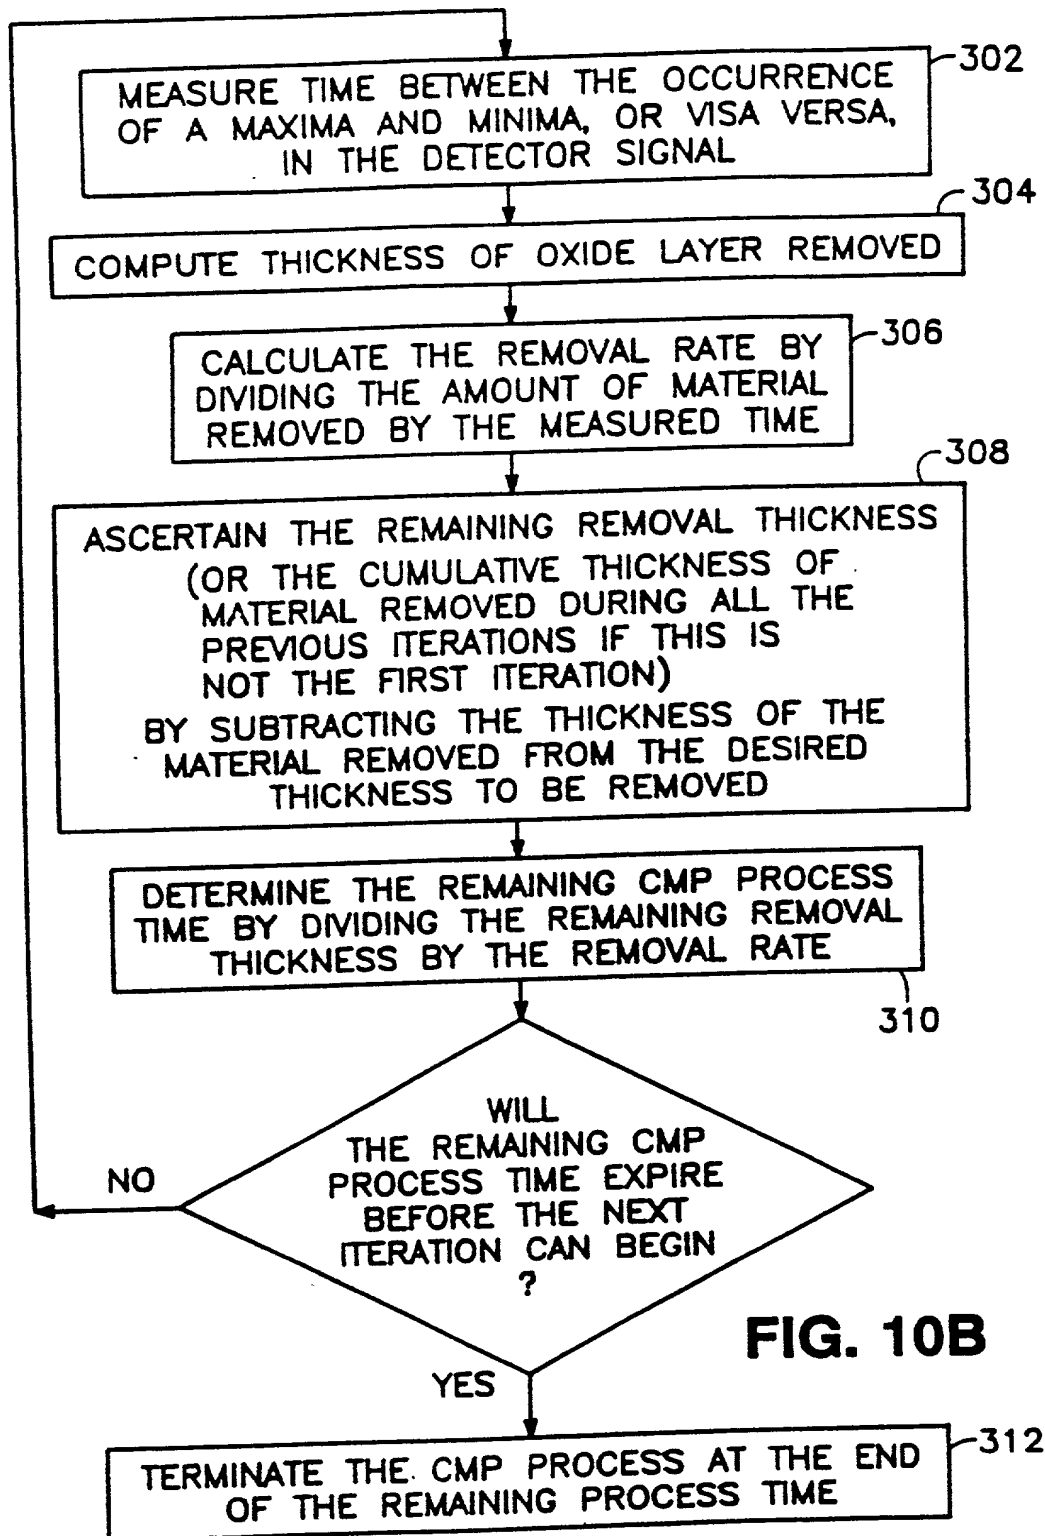 302
MEASURE TIME BETWEEN THE OCCURRENCE
OF A MAXIMA AND MINIMA, OR VISA VERSA,
IN THE DETECTOR SIGNAL
304
COMPUTE THICKNESS OF OXIDE LAYER REMOVED
306
CALCULATE THE REMOVAL RATE BY
DIVIDING THE AMOUNT OF MATERIAL
REMOVED BY THE MEASURED TIME
308
ASCERTAIN THE REMAINING REMOVAL THICKNESS
(OR THE CUMULATIVE THICKNESS OF
MATERIAL REMOVED DURING ALL THE
PREVIOUS ITERATIONS IF THIS IS
NOT THE FIRST ITERATION)
BY SUBTRACTING THE THICKNESS OF THE
MATERIAL REMOVED FROM THE DESIRED
THICKNESS TO BE REMOVED
DETERMINE THE REMAINING CMP PROCESS
TIME BY DIVIDING THE REMAINING REMOVAL
THICKNESS BY THE REMOVAL RATE
310
WILL
THE REMAINING CMP
PROCESS TIME EXPIRE
BEFORE THE NEXT
ITERATION CAN BEGIN
?
NO
FIG. 10B
YES
312
TERMINATE THE CMP PROCESS AT THE END
OF THE REMAINING PROCESS TIME